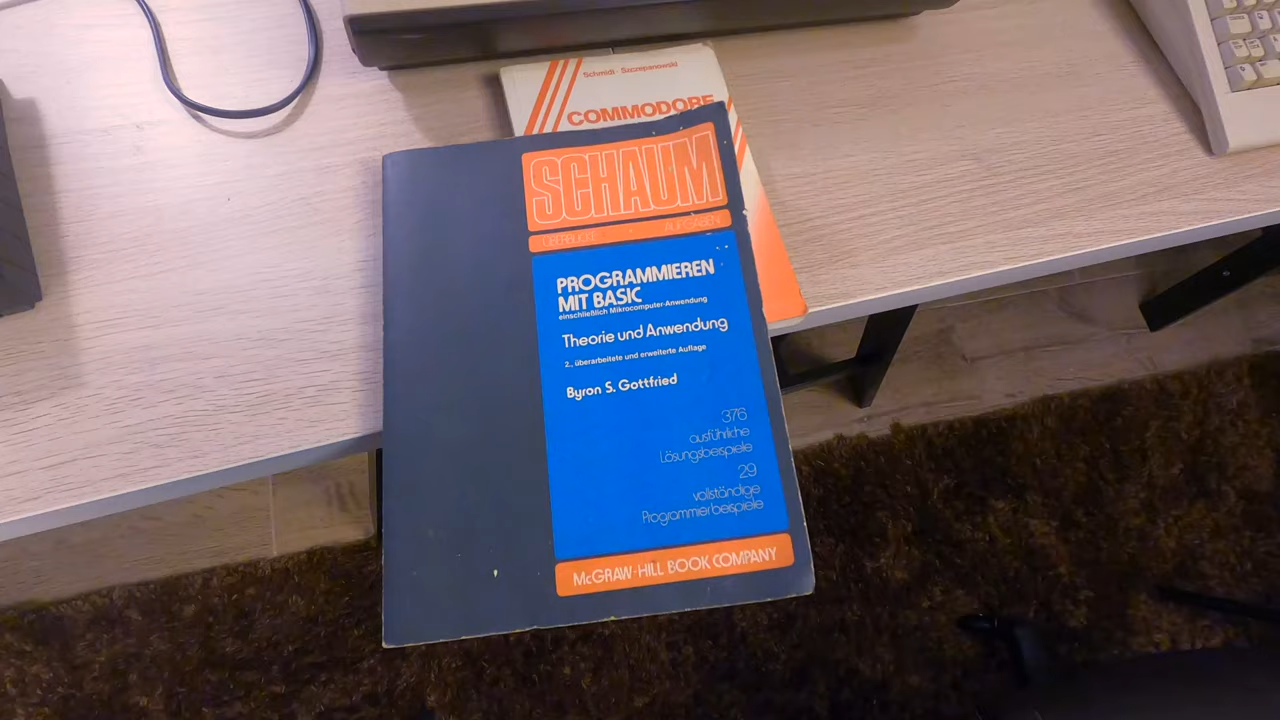 Schmidt · Szczepanowski
COMMODORE
SCHAUM
ÜBERBLICKE AUFGABEN
PROGRAMMIEREN
MIT BASIC
einschließlich Mikrocomputer-Anwendung
Theorie und Anwendung
2., überarbeitete und erweiterte Auflage
Byron S. Gottfried
376
ausführliche
Lösungsbeispiele
29
vollständige
Programmierbeispiele
McGRAW-HILL BOOK COMPANY